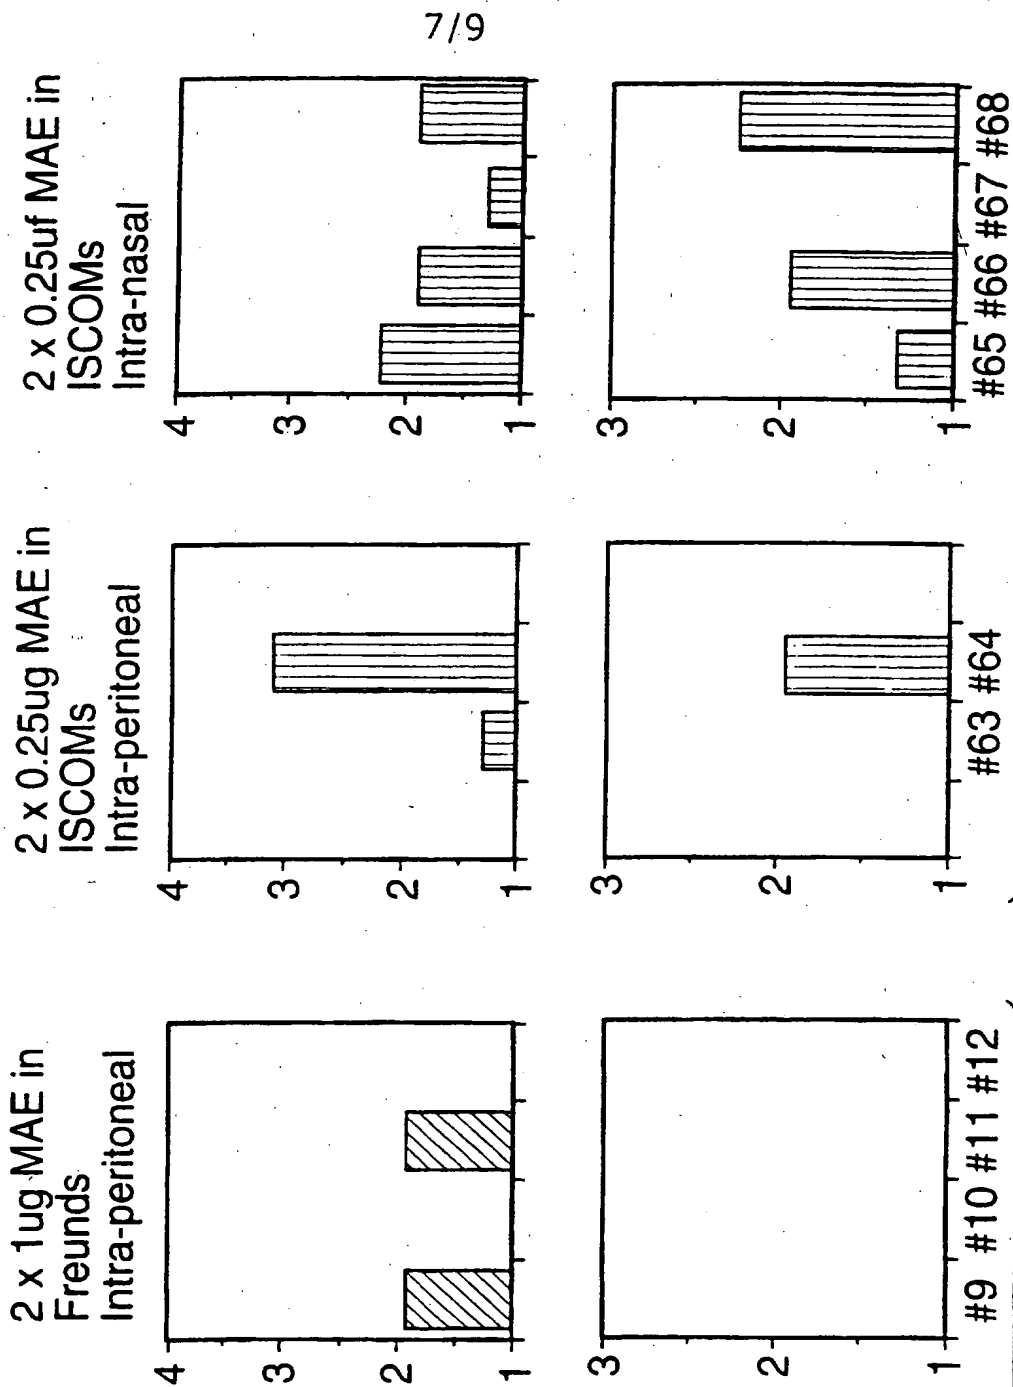 7/9
2 x 1ug MAE in
Freunds
Intra-peritoneal
4
3
2
1
3
2
1
#9 #10 #11 #12
2 x 0.25ug MAE in
ISCOMs
Intra-peritoneal
4
3
2
1
3
2
1
#63 #64
2 x 0.25uf MAE in
ISCOMs
Intra-nasal
4
3
2
1
3
2
1
#65 #66 #67 #68